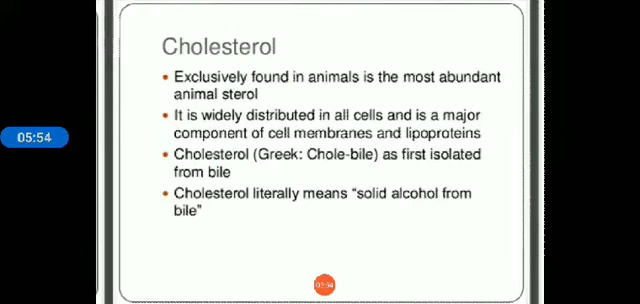 Cholesterol
• Exclusively found in animals is the most abundant
animal sterol
• It is widely distributed in all cells and is a major
component of cell membranes and lipoproteins
• Cholesterol (Greek: Chole-bile) as first isolated
from bile
• Cholesterol literally means “solid alcohol from
bile”
05:54